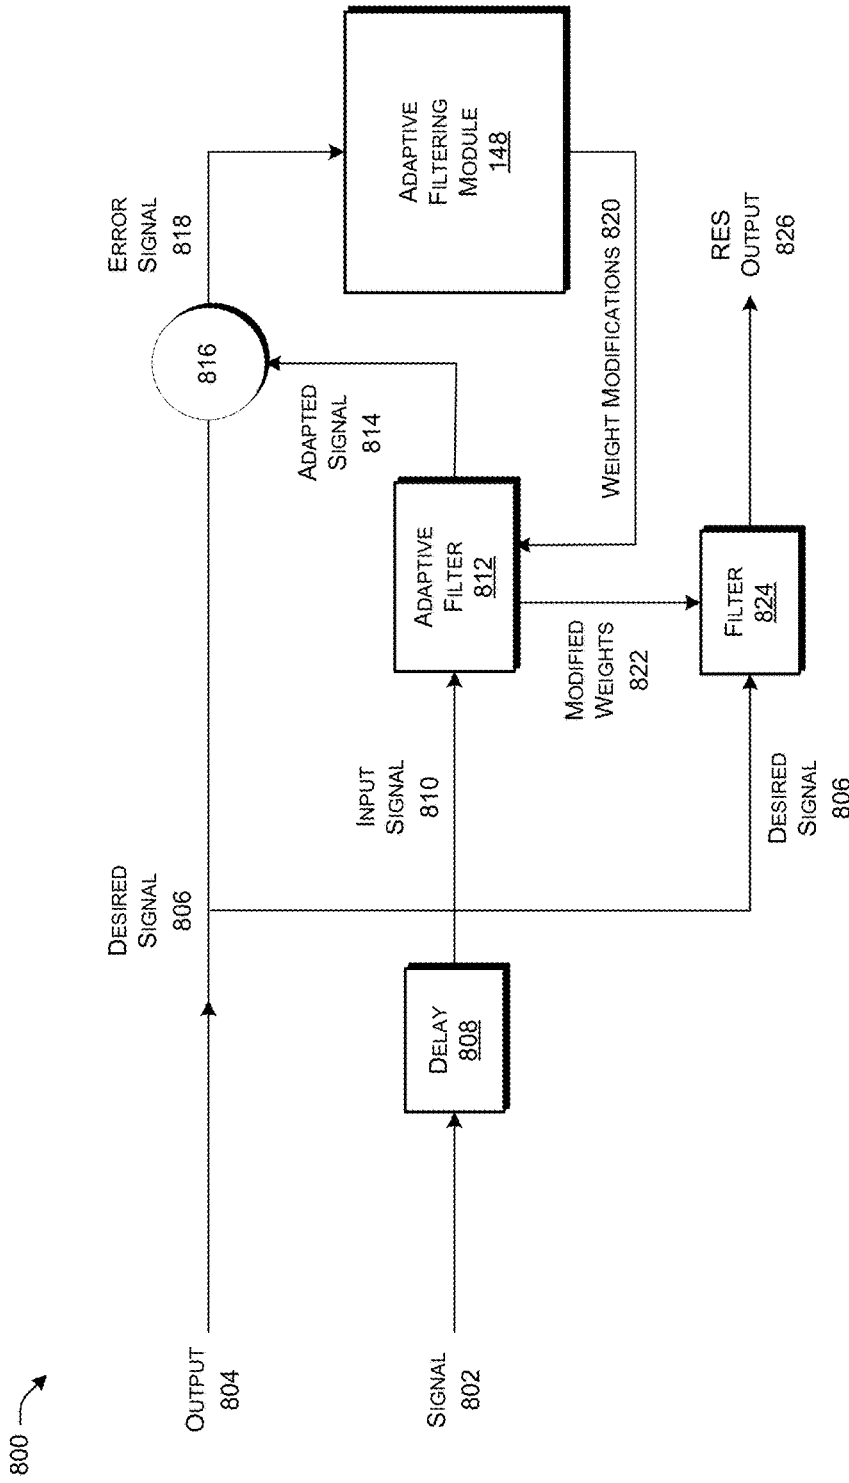 800
OUTPUT
804
SIGNAL
802
DESIRED
SIGNAL
806
DELAY
808
INPUT
SIGNAL
810
ADAPTIVE
FILTER
812
ADAPTED
SIGNAL
814
816
ERROR
SIGNAL
818
ADAPTIVE
FILTERING
MODULE
148
WEIGHT MODIFICATIONS 820
MODIFIED
WEIGHTS
822
DESIRED
SIGNAL
806
FILTER
824
RES
OUTPUT
826